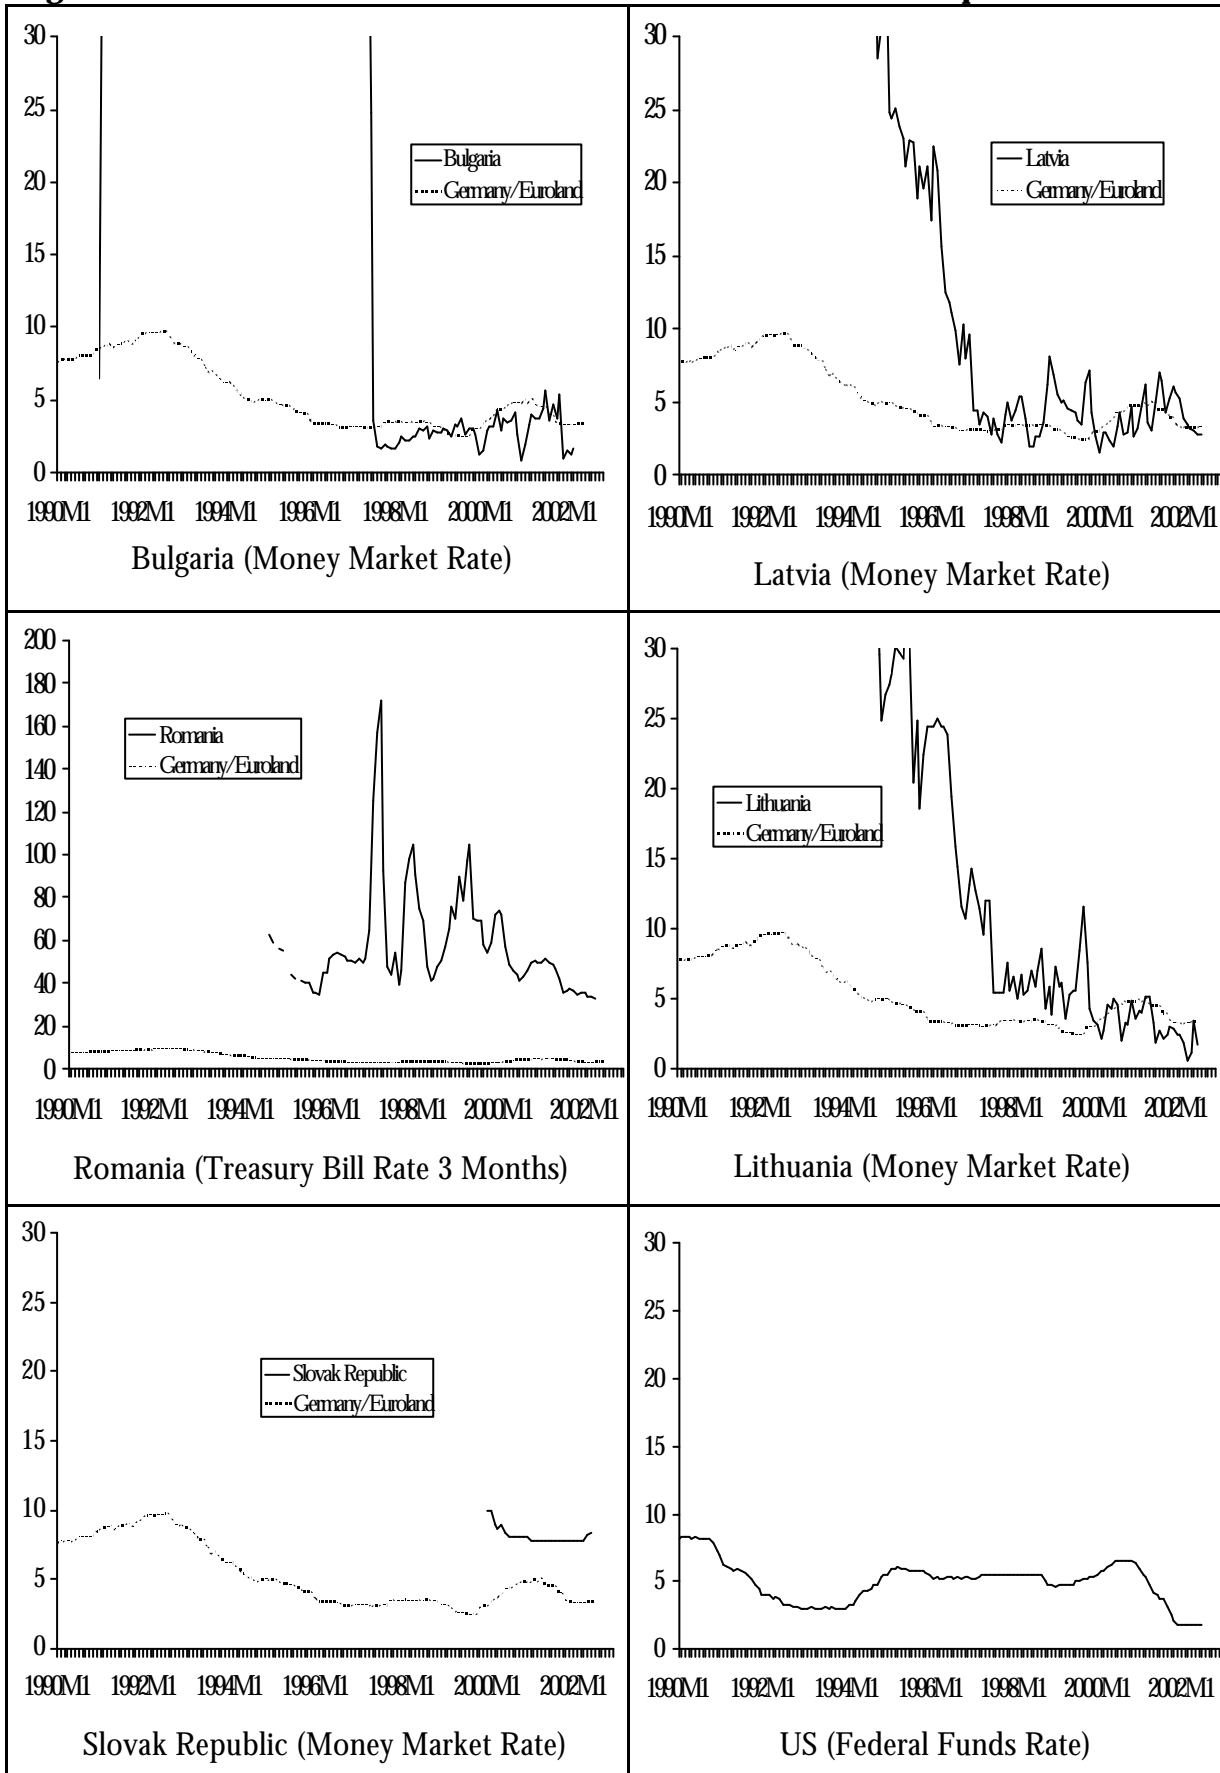 30
25
20
15
10
5
0
Bulgaria
Germany/Euroland
1990M1 1992M1 1994M1 1996M1 1998M1 2000M1 2002M1
Bulgaria (Money Market Rate)
30
25
20
15
10
5
0
Latvia
Germany/Euroland
1990M1 1992M1 1994M1 1996M1 1998M1 2000M1 2002M1
Latvia (Money Market Rate)
200
180
160
140
120
100
80
60
40
20
0
Romania
Germany/Euroland
1990M1 1992M1 1994M1 1996M1 1998M1 2000M1 2002M1
Romania (Treasury Bill Rate 3 Months)
30
25
20
15
10
5
0
Lithuania
Germany/Euroland
1990M1 1992M1 1994M1 1996M1 1998M1 2000M1 2002M1
Lithuania (Money Market Rate)
30
25
20
15
10
5
0
Slovak Republic
Germany/Euroland
1990M1 1992M1 1994M1 1996M1 1998M1 2000M1 2002M1
Slovak Republic (Money Market Rate)
30
25
20
15
10
5
0
1990M1 1992M1 1994M1 1996M1 1998M1 2000M1 2002M1
US (Federal Funds Rate)